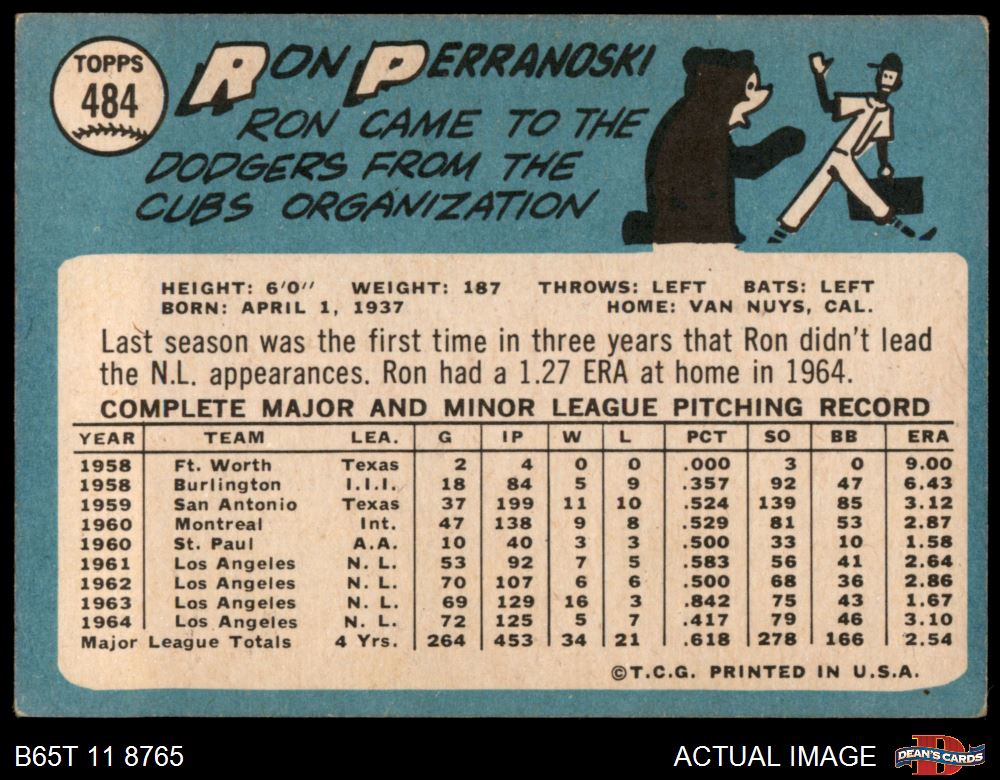 TOPPS
484
RON PERRANOSKI
RON CAME TO THE
DODGERS FROM THE
CUBS ORGANIZATION
HEIGHT: 6'0" WEIGHT: 187 THROWS: LEFT BATS: LEFT
BORN: APRIL 1, 1937 HOME: VAN NUYS, CAL.
Last season was the first time in three years that Ron didn't lead
the N.L. appearances. Ron had a 1.27 ERA at home in 1964.
COMPLETE MAJOR AND MINOR LEAGUE PITCHING RECORD
YEAR TEAM LEA. G IP W L PCT SO BB ERA
1958 Ft. Worth Texas 2 4 0 0 .000 3 0 9.00
1958 Burlington I.I.I. 18 84 5 9 .357 92 47 6.43
1959 San Antonio Texas 37 199 11 10 .524 139 85 3.12
1960 Montreal Int. 47 138 9 8 .529 81 53 2.87
1960 St. Paul A.A. 10 40 3 3 .500 33 10 1.58
1961 Los Angeles N. L. 53 92 7 5 .583 56 41 2.64
1962 Los Angeles N. L. 70 107 6 6 .500 68 36 2.86
1963 Los Angeles N. L. 69 129 16 3 .842 75 43 1.67
1964 Los Angeles N. L. 72 125 5 7 .417 79 46 3.10
Major League Totals 4 Yrs. 264 453 34 21 .618 278 166 2.54
©T.C.G. PRINTED IN U.S.A.
B65T 11 8765 ACTUAL IMAGE D DEAN'S CARDS